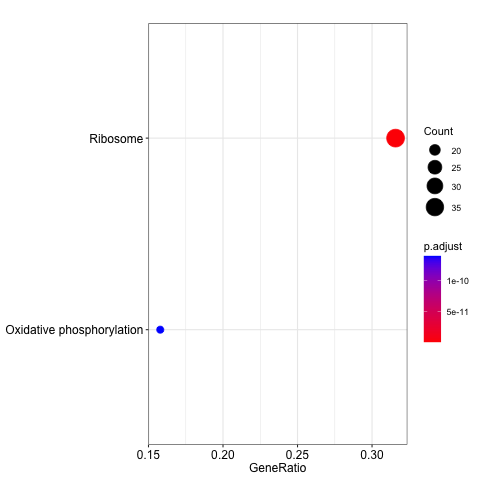 Ribosome
Oxidative phosphorylation
0.15 0.20 0.25 0.30
GeneRatio
Count
20
25
30
35
p.adjust
1e-10
5e-11